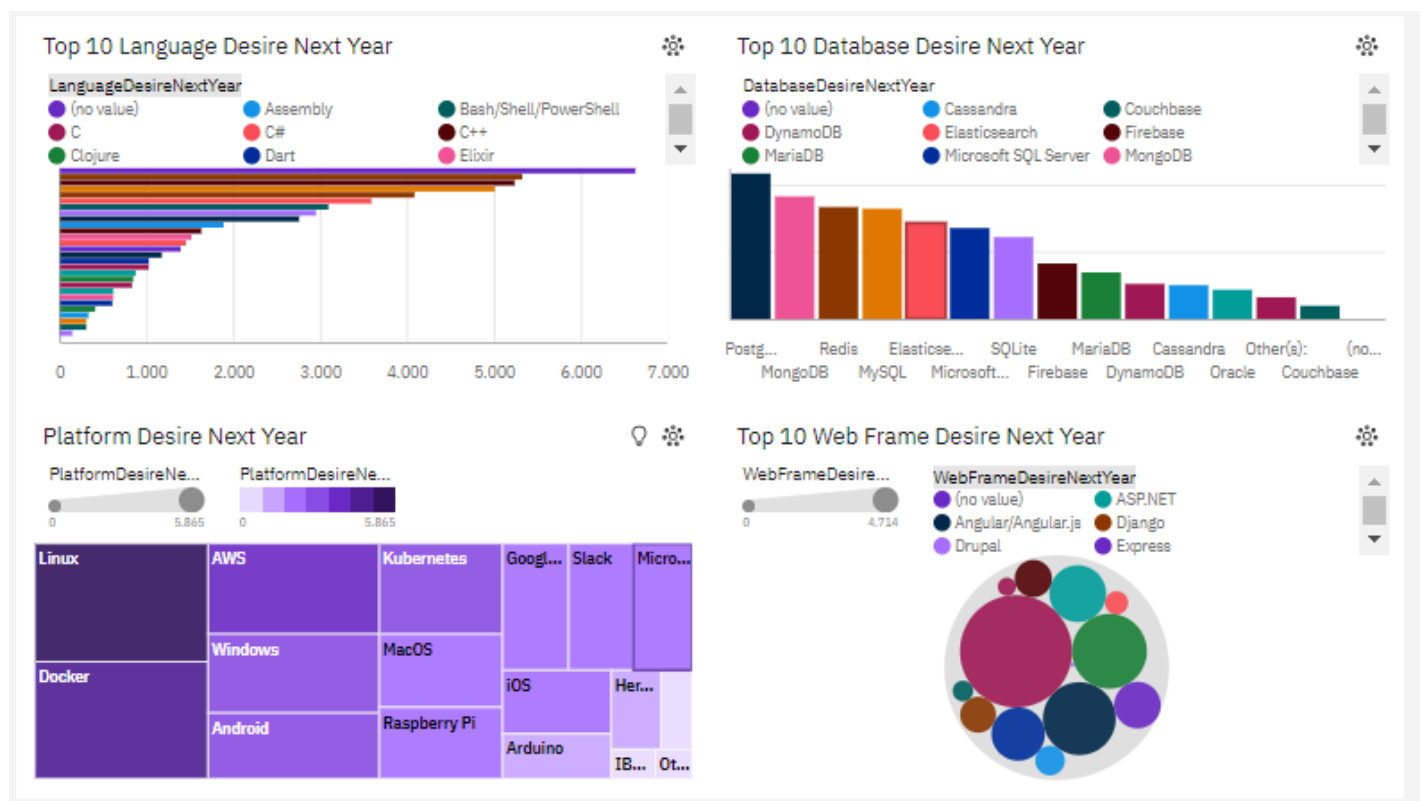 Top 10 Language Desire Next Year
LanguageDesireNextYear
(no value) Assembly Bash/Shell/PowerShell
C C# C++
Clojure Dart Elixir
0 1.000 2.000 3.000 4.000 5.000 6.000 7.000
Top 10 Database Desire Next Year
DatabaseDesireNextYear
(no value) Cassandra Couchbase
DynamoDB Elasticsearch Firebase
MariaDB Microsoft SQL Server MongoDB
Postg... Redis Elasticse... SQLite MariaDB Cassandra Other(s): (no...
MongoDB MySQL Microsoft... Firebase DynamoDB Oracle Couchbase
Platform Desire Next Year
PlatformDesireNe... PlatformDesireNe...
0 5.865 0 5.865
Linux AWS Kubernetes Googl... Slack Micro...
Windows MacOS
Docker iOS Her...
Android Raspberry Pi
Arduino
IB... Ot...
Top 10 Web Frame Desire Next Year
WebFrameDesire... WebFrameDesireNextYear
0 4.714
(no value) ASP.NET
Angular/Angular.js Django
Drupal Express